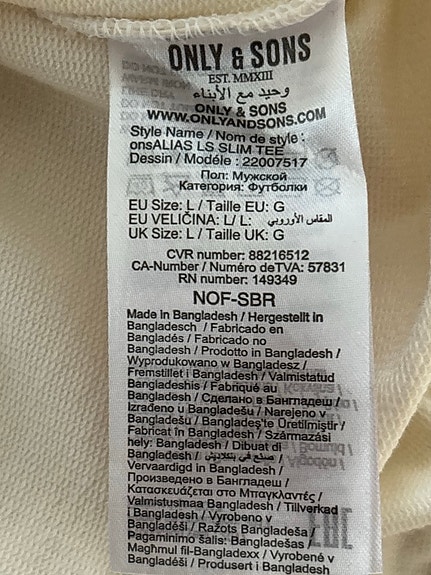 ONLY & SONS
EST. MMXIII
وحيد مع الأبناء
ONLY & SONS
WWW.ONLYANDSONS.COM
Style Name / Nom de style :
onsALIAS LS SLIM TEE
Dessin / Modéle : 22007517
Пол: Мужской
Категория: Футболки
EU Size: L / Taille EU: G
EU VELIČINA: L/ L: المقاس الأوروبي
UK Size: L / Taille UK: G
CVR number: 88216512
CA-Number / Numéro deTVA: 57831
RN number: 149349
NOF-SBR
Made in Bangladesh / Hergestellt in
Bangladesch / Fabricado en
Bangladés / Fabricado no
Bangladesh / Prodotto in Bangladesh /
Wyprodukowano w Bangladesz /
Fremstillet i Bangladesh / Valmistatud
Bangladeshis / Fabriqué au
Bangladesh / Сделано в Бангладеш /
Izrađeno u Bangladešu / Narejeno v
Bangladešu / Bangladeş'te Üretilmiştir /
Fabricat în Bangladesh / Származási
hely: Bangladesh / Dibuat di
Bangladesh / صنع في بنكلاديش /
Vervaardigd in Bangladesh /
Произведено в Бангладеш /
Κατασκευάζεται στο Μπαγκλαντές /
Valmistusmaa Bangladesh / Tillverkad
i Bangladesh / Vyrobeno v
Bangladéši / Ražots Bangladeša /
Pagaminimo šalis: Bangladešas /
Magħmul fil-Bangladexx / Vyrobené v
Bangladéši / Produsert i Bangladesh